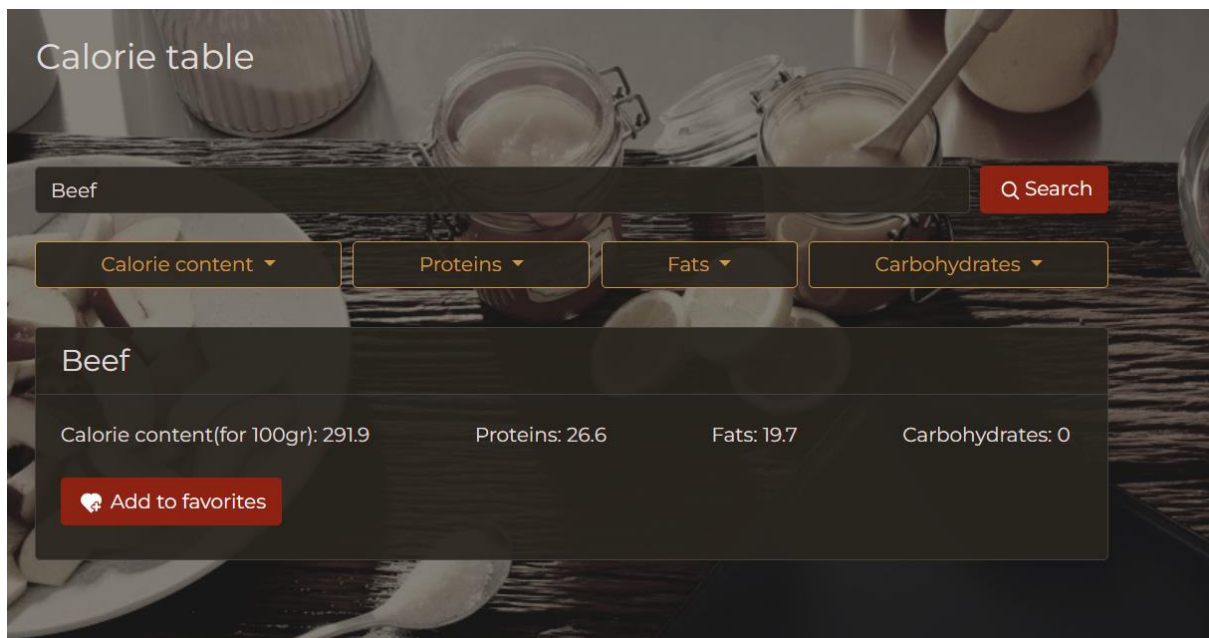 Calorie table
Beef
Search
Calorie content Proteins Fats Carbohydrates
Beef
Calorie content(for 100gr): 291.9 Proteins: 26.6 Fats: 19.7 Carbohydrates: 0
Add to favorites